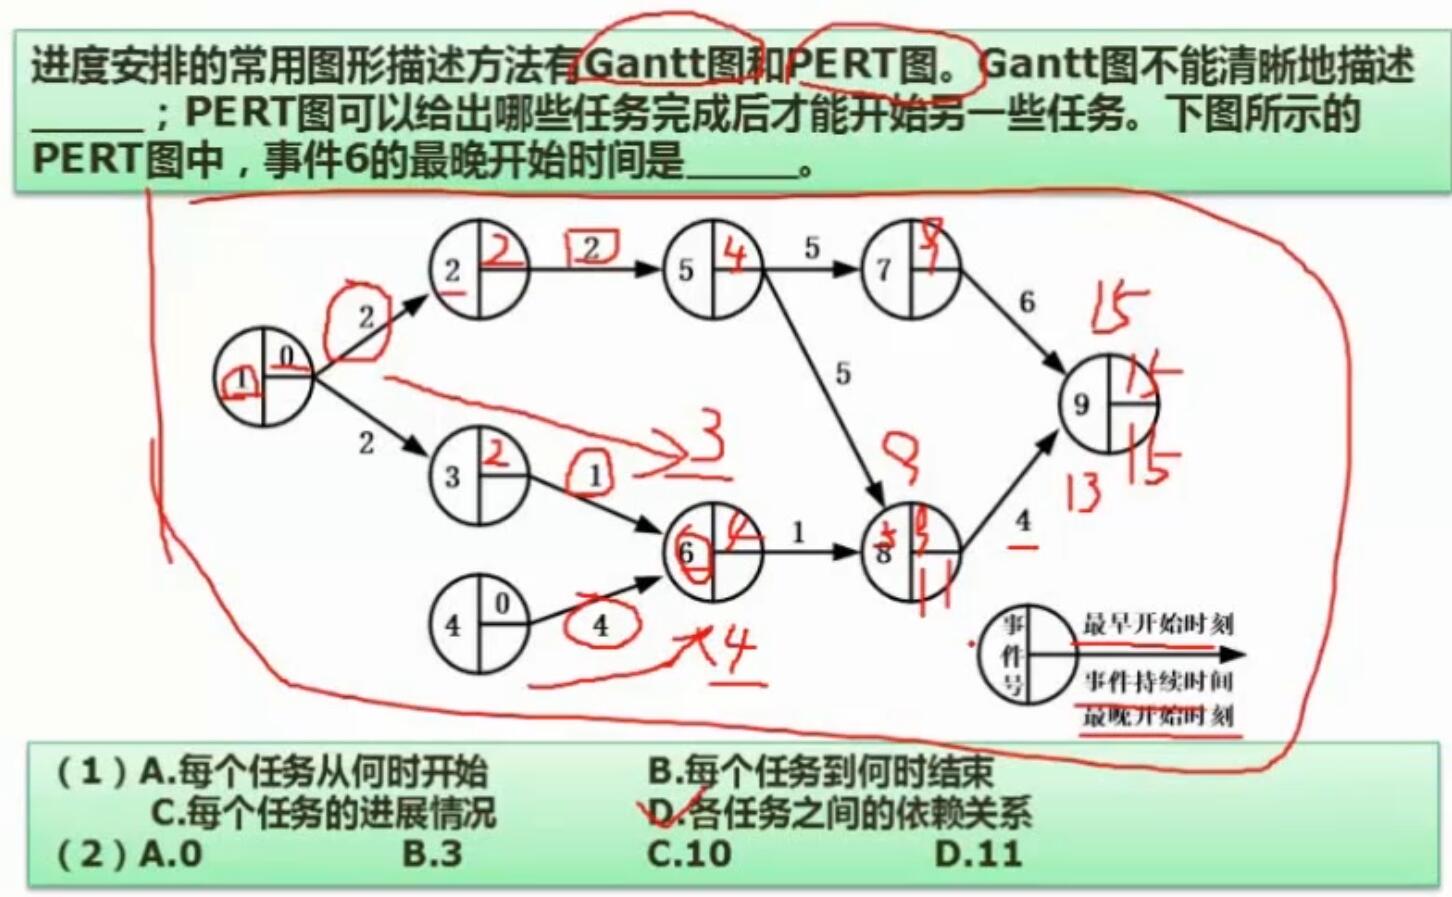 进度安排的常用图形描述方法有Gantt图和PERT图。Gantt图不能清晰地描述
______；PERT图可以给出哪些任务完成后才能开始另一些任务。下图所示的
PERT图中，事件6的最晚开始时间是______。
2 2 2 5 4 5 7 9
2 6 15
1 0 5 9 15
2 3 9 15
3 2 1 13
6 4 1 8 9 4
11
4 0 4 4
事件号 最早开始时刻
事件持续时间
最晚开始时刻
（1）A.每个任务从何时开始 B.每个任务到何时结束
C.每个任务的进展情况 D.各任务之间的依赖关系
（2）A.0 B.3 C.10 D.11